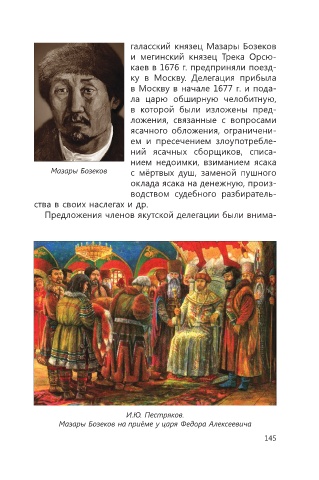 галасский князец Мазары Бозеков
и мегинский князец Трека Орсю-
каев в 1676 г. предприняли поезд-
ку в Москву. Делегация прибыла
в Москву в начале 1677 г. и пода-
ла царю обширную челобитную,
в которой были изложены пред-
ложения, связанные с вопросами
ясачного обложения, ограничени-
ем и пресечением злоупотребле-
ний ясачных сборщиков, списа-
нием недоимки, взиманием ясака
с мёртвых душ, заменой пушного
оклада ясака на денежную, произ-
водством судебного разбиратель-
ства в своих наслегах и др.
Предложения членов якутской делегации были внима-
Мазары Бозеков
И.Ю. Пестряков.
Мазары Бозеков на приёме у царя Федора Алексеевича
145